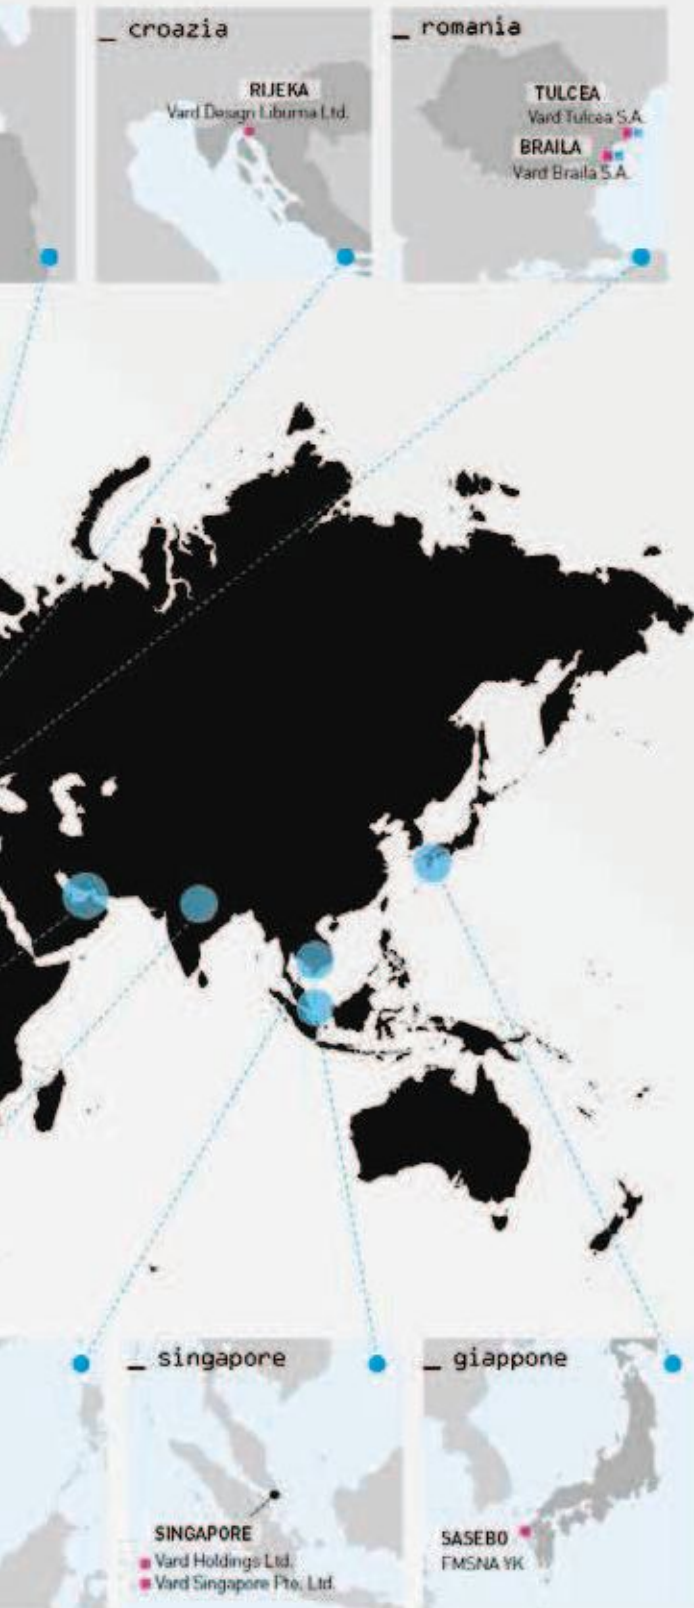 _ croazia
RIJEKA
Vard Design Liburna Ltd.
_ romania
TULCEA
Vard Tulcea S.A.
BRAILA
Vard Braila S.A.
_ singapore
SINGAPORE
Vard Holdings Ltd.
Vard Singapore Pte. Ltd.
_ giappone
SASEBO
FMSNA YK